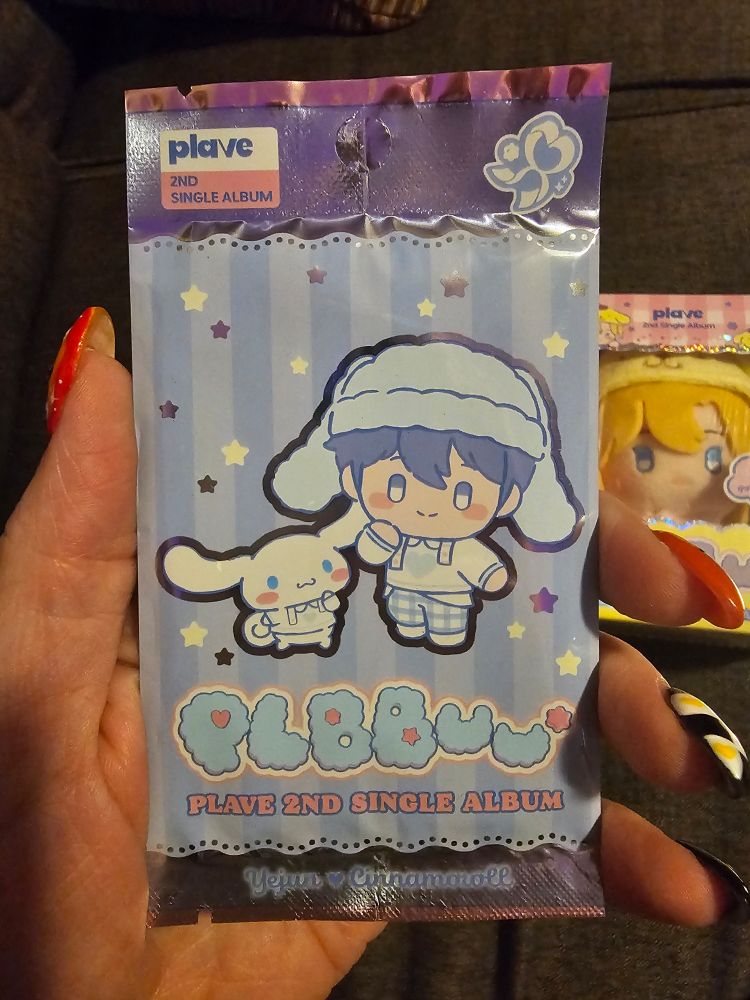 plave
2ND
SINGLE ALBUM
plave
2nd Single Album
PLBBUU
PLAVE 2ND SINGLE ALBUM
Yejun ♥ Cinnamoroll